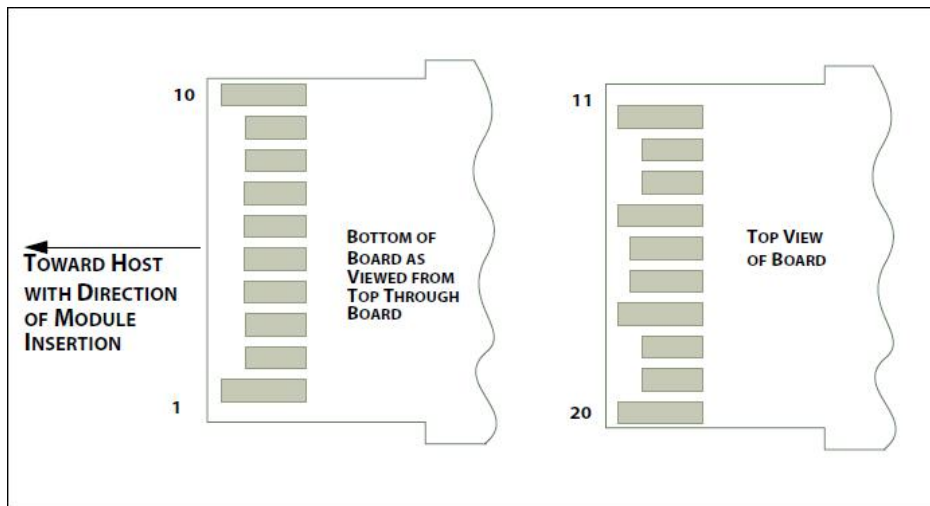 10
BOTTOM OF
BOARD AS
VIEWED FROM
TOP THROUGH
BOARD
TOWARD HOST
WITH DIRECTION
OF MODULE
INSERTION
1
11
TOP VIEW
OF BOARD
20